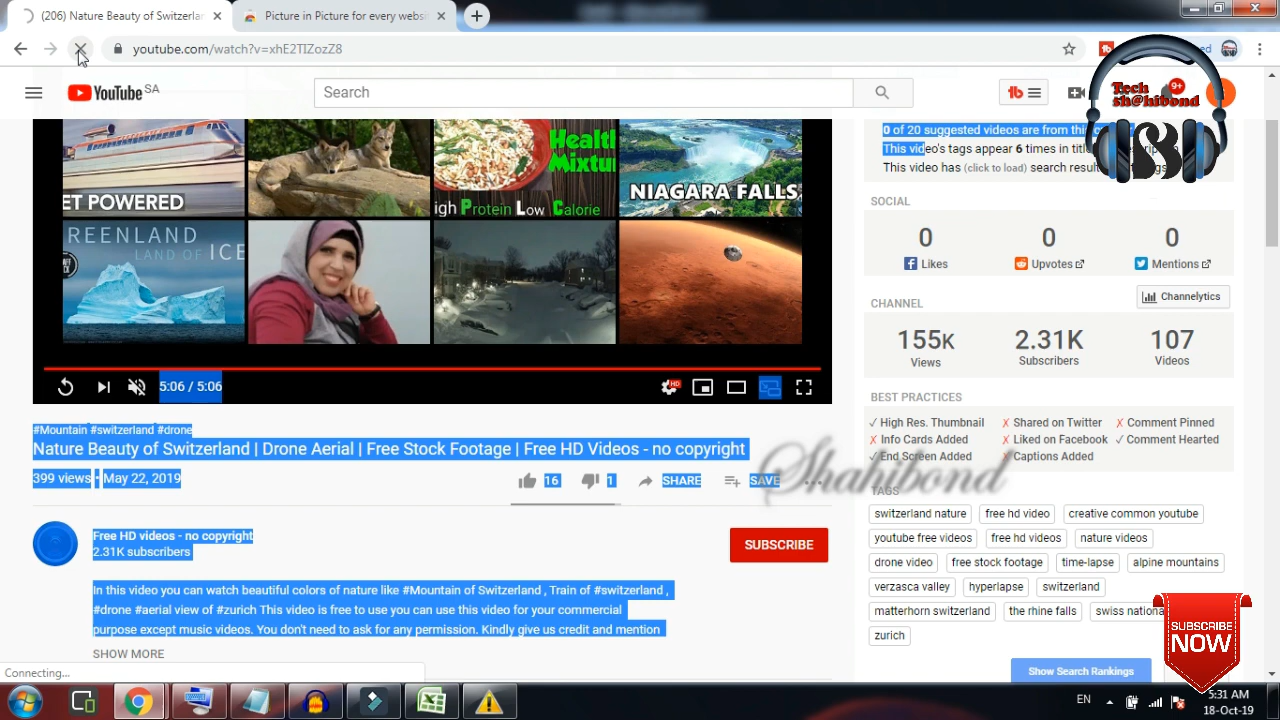 (206) Nature Beauty of Switzerlan
Picture in Picture for every websi
youtube.com/watch?v=xhE2TIZozZ8
YouTube SA
Search
9+
Tech
sh@hibond
ET POWERED
Health
Mixtu
igh Protein Low Calorie
NIAGARA FALLS
REENLAND
LAND OF ICE
5:06 / 5:06
HD
#Mountain #switzerland #drone
Nature Beauty of Switzerland | Drone Aerial | Free Stock Footage | Free HD Videos - no copyright
399 views • May 22, 2019
16
1
SHARE
SAVE
Shahibond
Free HD videos - no copyright
2.31K subscribers
SUBSCRIBE
In this video you can watch beautiful colors of nature like #Mountain of Switzerland , Train of #switzerland ,
#drone #aerial view of #zurich This video is free to use you can use this video for your commercial
purpose except music videos. You don't need to ask for any permission. Kindly give us credit and mention
SHOW MORE
0 of 20 suggested videos are from this
This video's tags appear 6 times in
This video has (click to load) search
SOCIAL
0 0 0
Likes Upvotes Mentions
CHANNEL
Channelytics
155K 2.31K 107
Views Subscribers Videos
BEST PRACTICES
✓ High Res. Thumbnail ✗ Shared on Twitter ✗ Comment Pinned
✗ Info Cards Added ✗ Liked on Facebook ✓ Comment Hearted
✓ End Screen Added ✗ Captions Added
TAGS
switzerland nature free hd video creative common youtube
youtube free videos free hd videos nature videos
drone video free stock footage time-lapse alpine mountains
verzasca valley hyperlapse switzerland
matterhorn switzerland the rhine falls swiss
zurich
SUBSCRIBE
NOW
Show Search Rankings
Connecting...
EN
5:31 AM
18-Oct-19